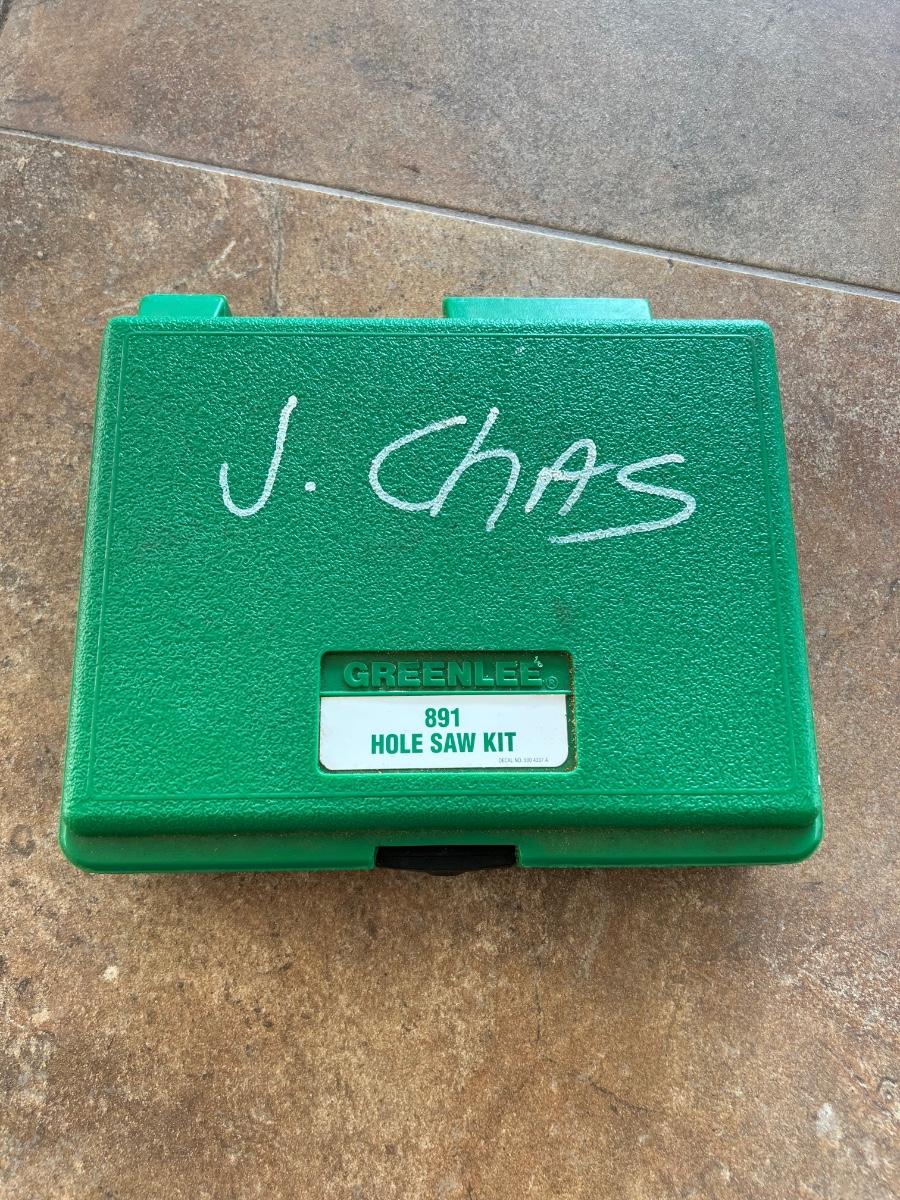 J. Chas
GREENLEE®
891
HOLE SAW KIT